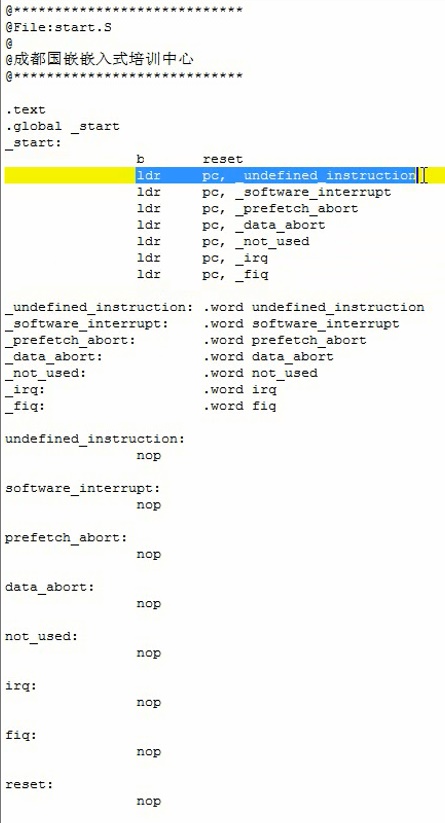 @****************************
@File:start.S
@
@成都国嵌嵌入式培训中心
@****************************
.text
.global _start
_start:
b reset
ldr pc, _undefined_instruction
ldr pc, _software_interrupt
ldr pc, _prefetch_abort
ldr pc, _data_abort
ldr pc, _not_used
ldr pc, _irq
ldr pc, _fiq
_undefined_instruction: .word undefined_instruction
_software_interrupt: .word software_interrupt
_prefetch_abort: .word prefetch_abort
_data_abort: .word data_abort
_not_used: .word not_used
_irq: .word irq
_fiq: .word fiq
undefined_instruction:
nop
software_interrupt:
nop
prefetch_abort:
nop
data_abort:
nop
not_used:
nop
irq:
nop
fiq:
nop
reset:
nop